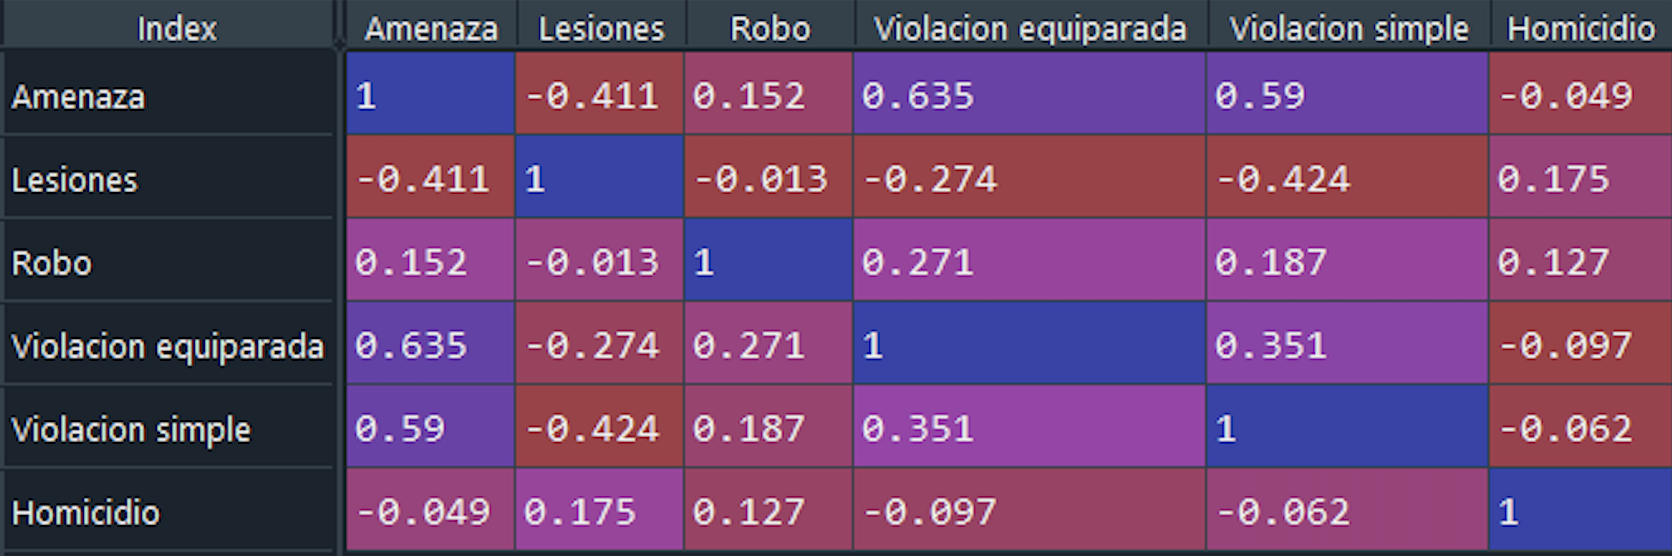 Index Amenaza Lesiones Robo Violacion equiparada Violacion simple Homicidio
Amenaza 1 -0.411 0.152 0.635 0.59 -0.049
Lesiones -0.411 1 -0.013 -0.274 -0.424 0.175
Robo 0.152 -0.013 1 0.271 0.187 0.127
Violacion equiparada 0.635 -0.274 0.271 1 0.351 -0.097
Violacion simple 0.59 -0.424 0.187 0.351 1 -0.062
Homicidio -0.049 0.175 0.127 -0.097 -0.062 1